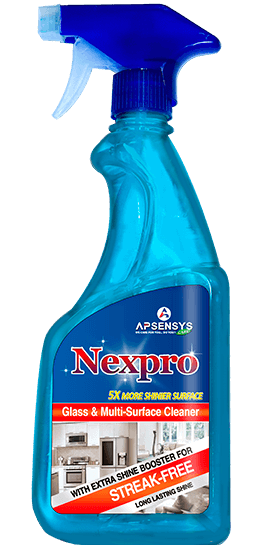 APSENSYS
Nexpro
5X MORE SHINIER SURFACE
Glass & Multi-Surface Cleaner
WITH EXTRA SHINE BOOSTER FOR
STREAK-FREE
LONG LASTING SHINE